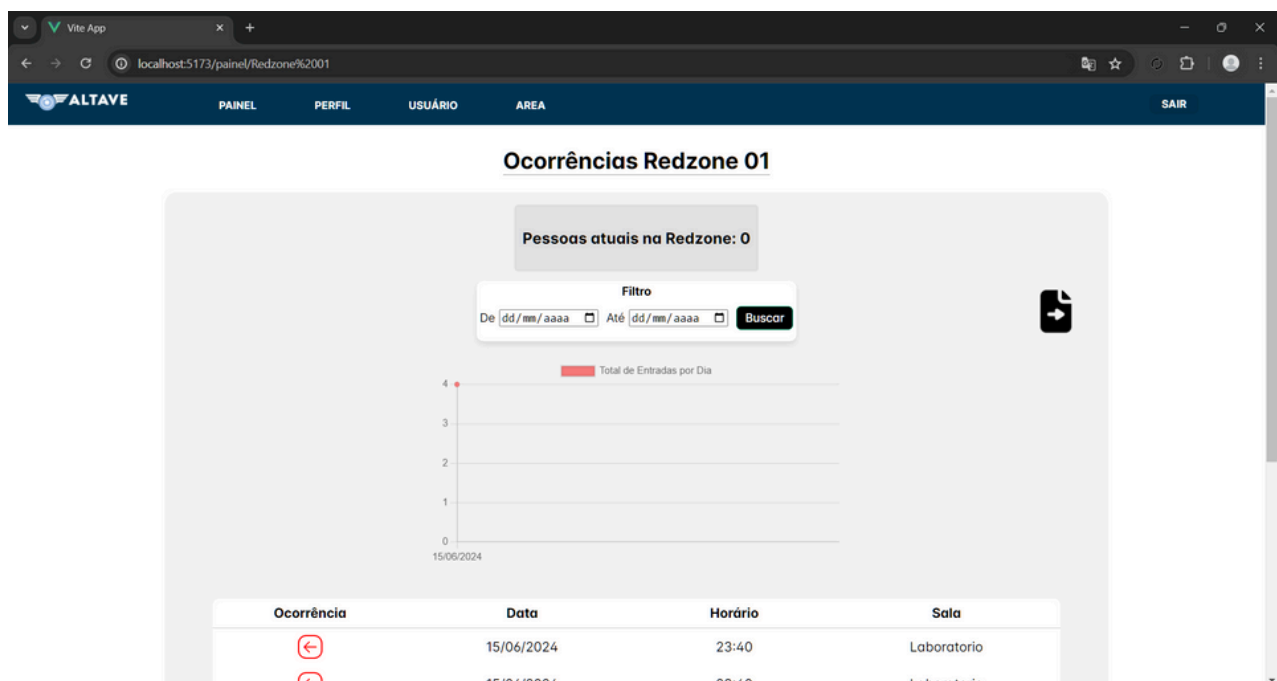 Vite App
localhost:5173/painel/Redzone%2001
ALTAVE PAINEL PERFIL USUÁRIO AREA SAIR
Ocorrências Redzone 01
Pessoas atuais na Redzone: 0
Filtro
De dd/mm/aaaa Até dd/mm/aaaa Buscar
Total de Entradas por Dia
4
3
2
1
0
15/06/2024
Ocorrência Data Horário Sala
15/06/2024 23:40 Laboratorio